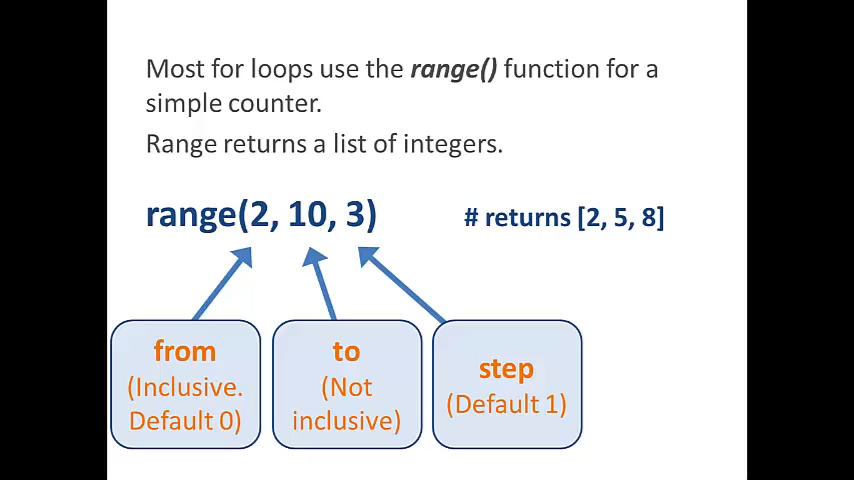 Most for loops use the range() function for a
simple counter.
Range returns a list of integers.
range(2, 10, 3)
# returns [2, 5, 8]
from
(Inclusive.
Default 0)
to
(Not
inclusive)
step
(Default 1)